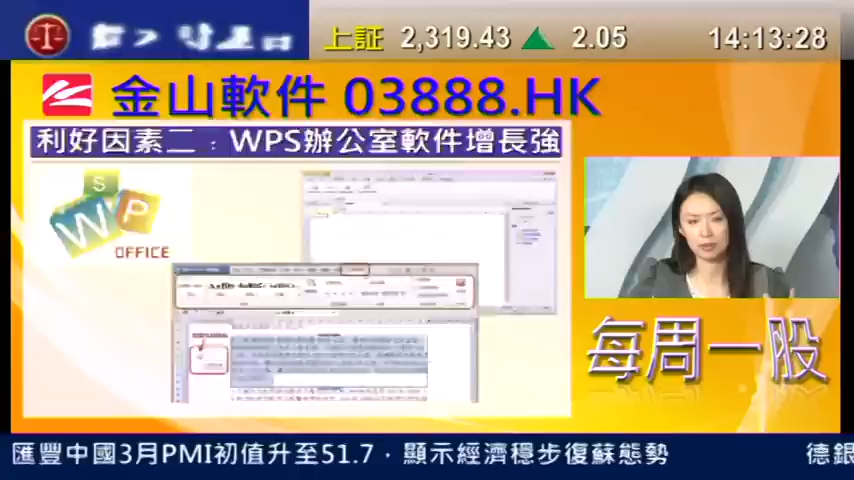 上証 2,319.43 2.05 14:13:28
金山軟件 03888.HK
利好因素二：WPS辦公室軟件增長強
S
W P
OFFICE
每周一股
匯豐中國3月PMI初值升至51.7，顯示經濟穩步復蘇態勢 德銀